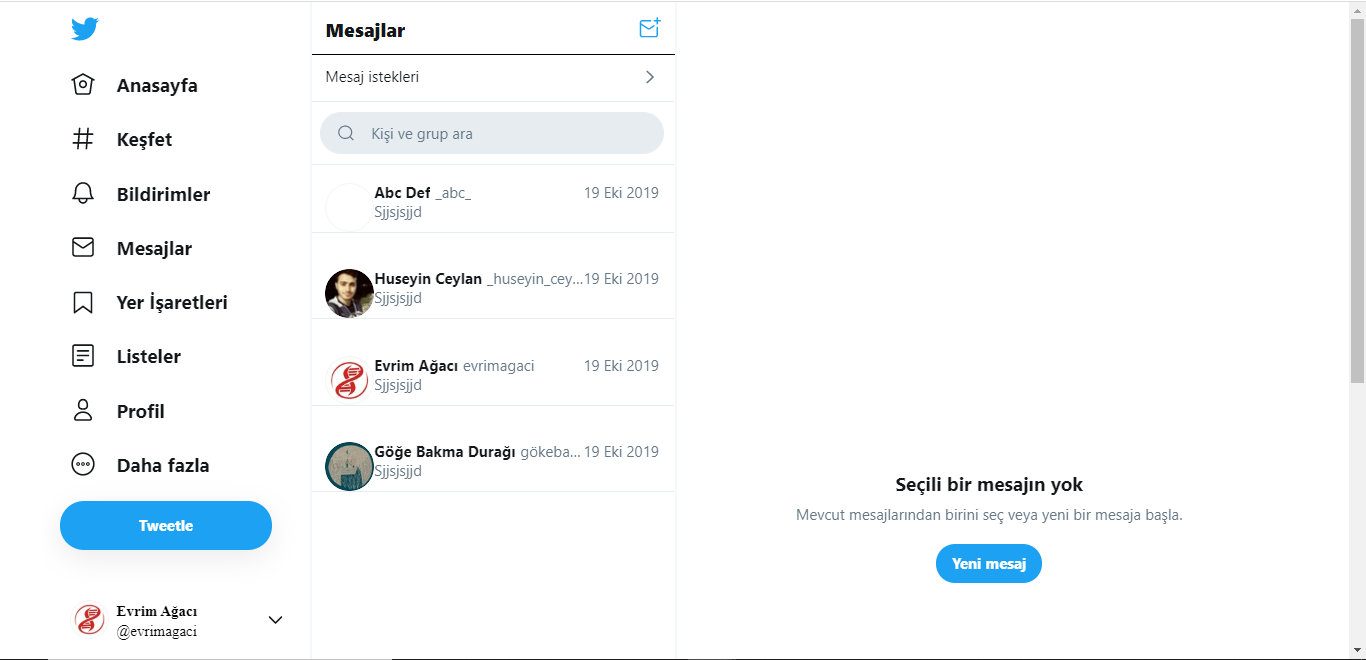 Anasayfa
Keşfet
Bildirimler
Mesajlar
Yer İşaretleri
Listeler
Profil
Daha fazla
Tweetle
Evrim Ağacı
@evrimagaci
Mesajlar
Mesaj istekleri
Kişi ve grup ara
Abc Def _abc_ 19 Eki 2019
Sjjsjsjjd
Huseyin Ceylan _huseyin_cey... 19 Eki 2019
Sjjsjsjjd
Evrim Ağacı evrimagaci 19 Eki 2019
Sjjsjsjjd
Göğe Bakma Durağı gökeba... 19 Eki 2019
Sjjsjsjjd
Seçili bir mesajın yok
Mevcut mesajlarından birini seç veya yeni bir mesaja başla.
Yeni mesaj